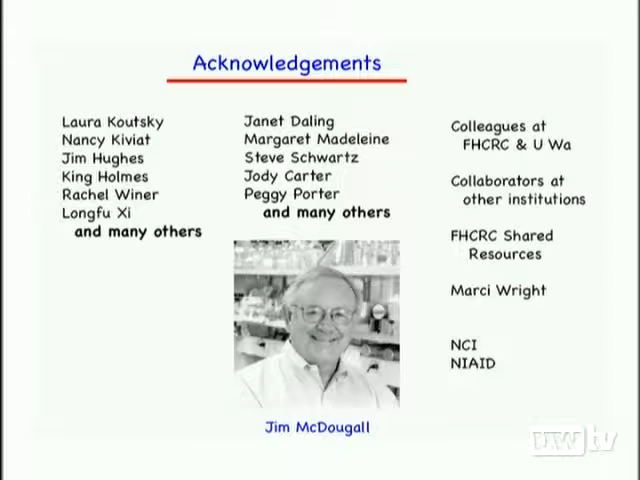 Acknowledgements
Laura Koutsky
Nancy Kiviat
Jim Hughes
King Holmes
Rachel Winer
Longfu Xi
and many others
Janet Daling
Margaret Madeleine
Steve Schwartz
Jody Carter
Peggy Porter
and many others
Colleagues at
FHCRC & U Wa
Collaborators at
other institutions
FHCRC Shared
Resources
Marci Wright
NCI
NIAID
Jim McDougall
UWtv